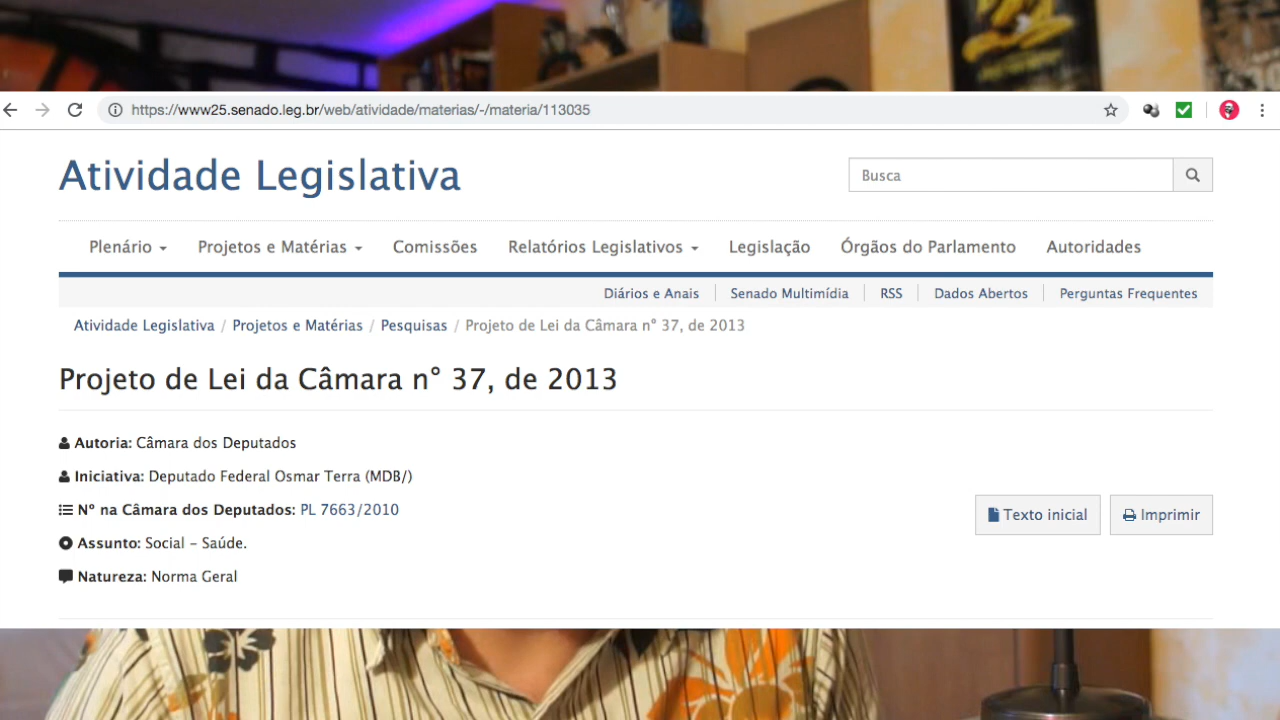 https://www25.senado.leg.br/web/atividade/materias/-/materia/113035
Atividade Legislativa
Busca
Plenário Projetos e Matérias Comissões Relatórios Legislativos Legislação Órgãos do Parlamento Autoridades
Diários e Anais Senado Multimídia RSS Dados Abertos Perguntas Frequentes
Atividade Legislativa / Projetos e Matérias / Pesquisas / Projeto de Lei da Câmara n° 37, de 2013
Projeto de Lei da Câmara n° 37, de 2013
Autoria: Câmara dos Deputados
Iniciativa: Deputado Federal Osmar Terra (MDB/)
Nº na Câmara dos Deputados: PL 7663/2010
Texto inicial Imprimir
Assunto: Social – Saúde.
Natureza: Norma Geral